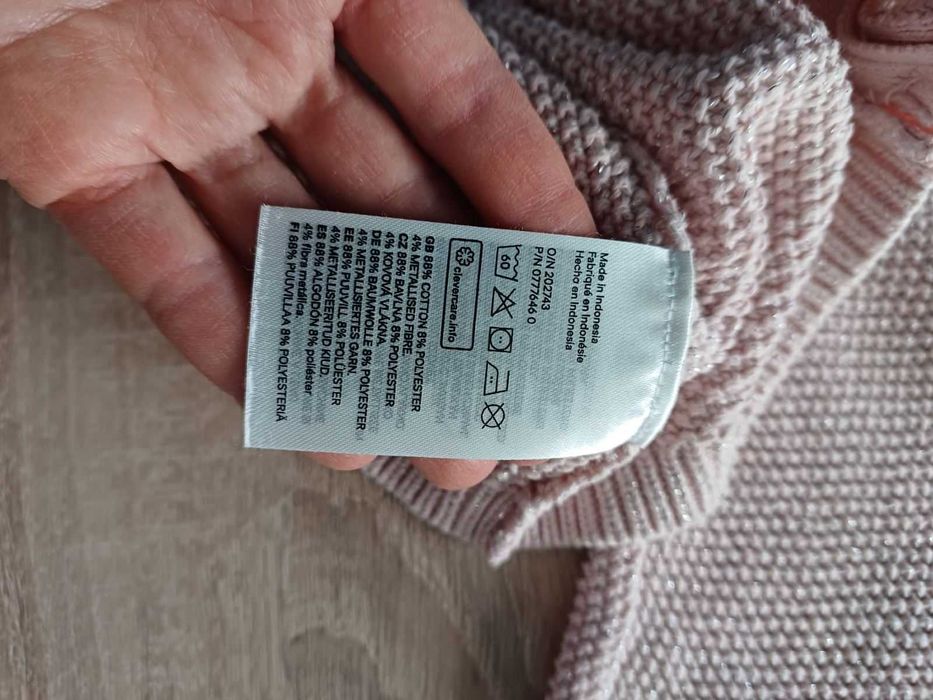 Made in Indonesia
Fabriqué en Indonésie
Hecho en Indonesia
O/N 202743
P/N 0777646 0
60
clevercare.info
GB 88% COTTON 8% POLYESTER
4% METALLISED FIBRE.
CZ 88% BAVLNA 8% POLYESTER
4% KOVOVÁ VLÁKNA.
DE 88% BAUMWOLLE 8% POLYESTER
4% METALLISERTES GARN.
EE 88% PUUVILL 8% POLÜESTER
4% METALLISEERITUD KIUD.
ES 88% ALGODÓN 8% poliéster
4% fibra metálica.
FI 88% PUUVILLAA 8% POLYESTERIÄ